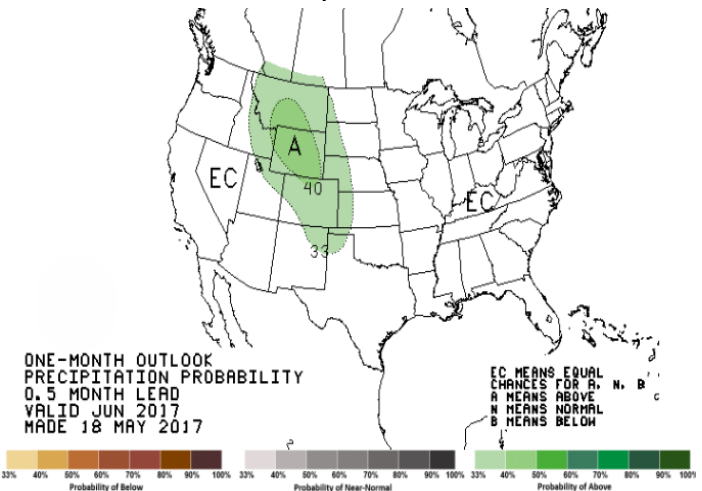 A
EC
40
EC
33
ONE-MONTH OUTLOOK
PRECIPITATION PROBABILITY
0.5 MONTH LEAD
VALID JUN 2017
MADE 18 MAY 2017
EC MEANS EQUAL
CHANCES FOR A, N, B
A MEANS ABOVE
N MEANS NORMAL
B MEANS BELOW
33% 40% 50% 60% 70% 80% 90% 100%
Probability of Below
33% 40% 50% 60% 70% 80% 90% 100%
Probability of Near-Normal
33% 40% 50% 60% 70% 80% 90% 100%
Probability of Above